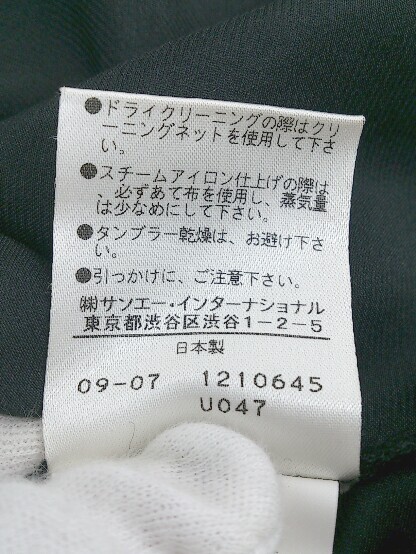 ●ドライクリーニングの際はクリ
ーニングネットを使用して下さ
い。
●スチームアイロン仕上げの際は
、必ずあて布を使用し、蒸気量
は少なめにして下さい。
●タンブラー乾燥は、お避け下さ
い。
●引っかけに、ご注意下さい。
㈱サンエー・インターナショナル
東京都渋谷区渋谷1-2-5
日本製
09-07 1210645
U047